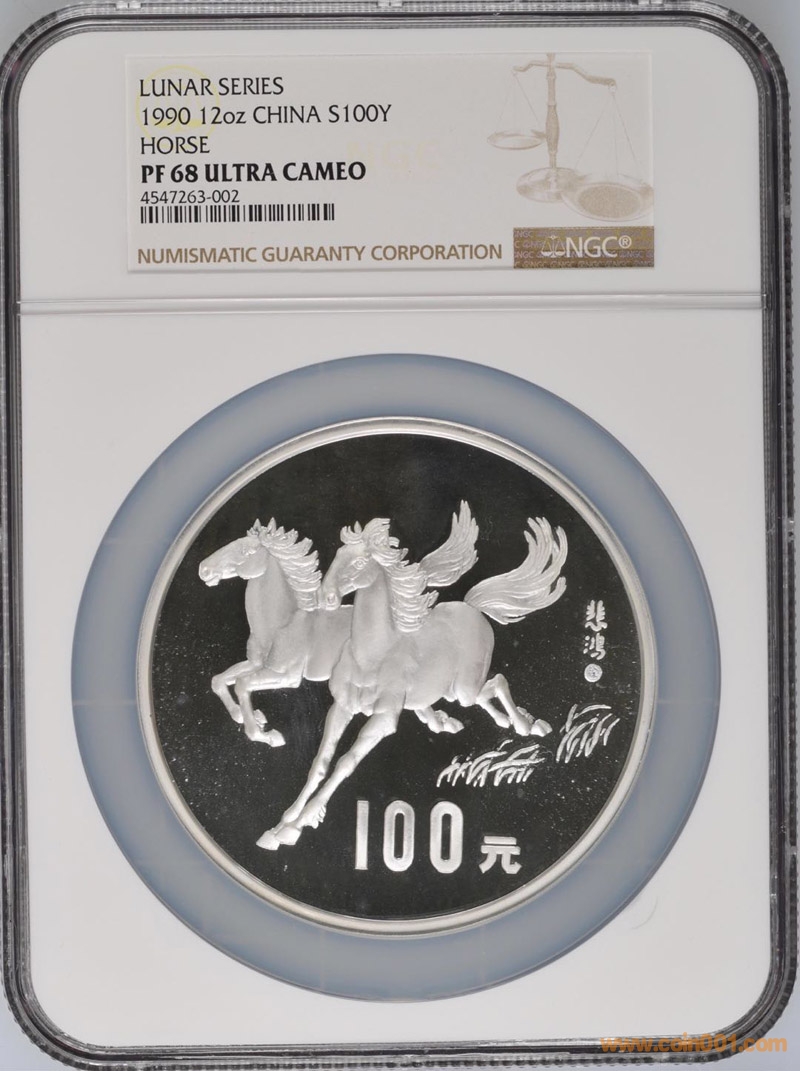 LUNAR SERIES
1990 12oz CHINA S100Y
HORSE
PF 68 ULTRA CAMEO
4547263-002
NUMISMATIC GUARANTY CORPORATION
NGC®
悲鴻
100元
www.coin001.com